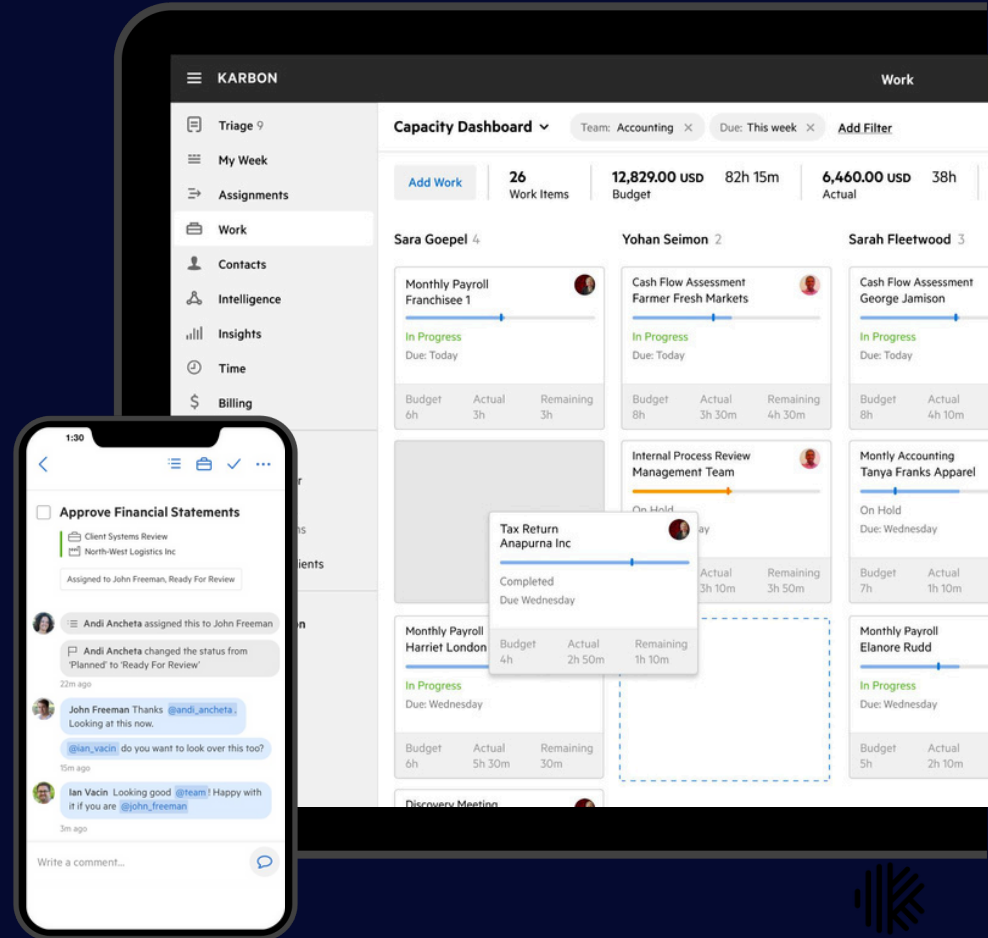 KARBON
Work
Triage 9
My Week
Assignments
Work
Contacts
Intelligence
Insights
Time
Billing
r
ns
ients
n
Capacity Dashboard
Team: Accounting ×
Due: This week ×
Add Filter
Add Work
26
Work Items
12,829.00 USD 82h 15m
Budget
6,460.00 USD 38h
Actual
Sara Goepel 4
Monthly Payroll
Franchisee 1
In Progress
Due: Today
Budget Actual Remaining
6h 3h 3h
Monthly Payroll
Harriet London
In Progress
Due: Wednesday
Budget Actual Remaining
6h 5h 30m 30m
Discovery Meeting
Tax Return
Anapurna Inc
Completed
Due Wednesday
Budget Actual Remaining
4h 2h 50m 1h 10m
Yohan Seimon 2
Cash Flow Assessment
Farmer Fresh Markets
In Progress
Due: Today
Budget Actual Remaining
8h 3h 30m 4h 30m
Internal Process Review
Management Team
On Hold
ay
Actual Remaining
3h 10m 3h 50m
Sarah Fleetwood 3
Cash Flow Assessment
George Jamison
In Progress
Due: Today
Budget Actual
8h 4h 10m
Montly Accounting
Tanya Franks Apparel
On Hold
Due: Wednesday
Budget Actual
7h 1h 10m
Monthly Payroll
Elanore Rudd
In Progress
Due: Wednesday
Budget Actual
5h 2h 10m
1:30
Approve Financial Statements
Client Systems Review
North-West Logistics Inc
Assigned to John Freeman, Ready For Review
Andi Ancheta assigned this to John Freeman
Andi Ancheta changed the status from
'Planned' to 'Ready For Review'
22m ago
John Freeman Thanks @andi_ancheta .
Looking at this now.
@ian_vacin do you want to look over this too?
15m ago
Ian Vacin Looking good @team ! Happy with
it if you are @john_freeman
3m ago
Write a comment...